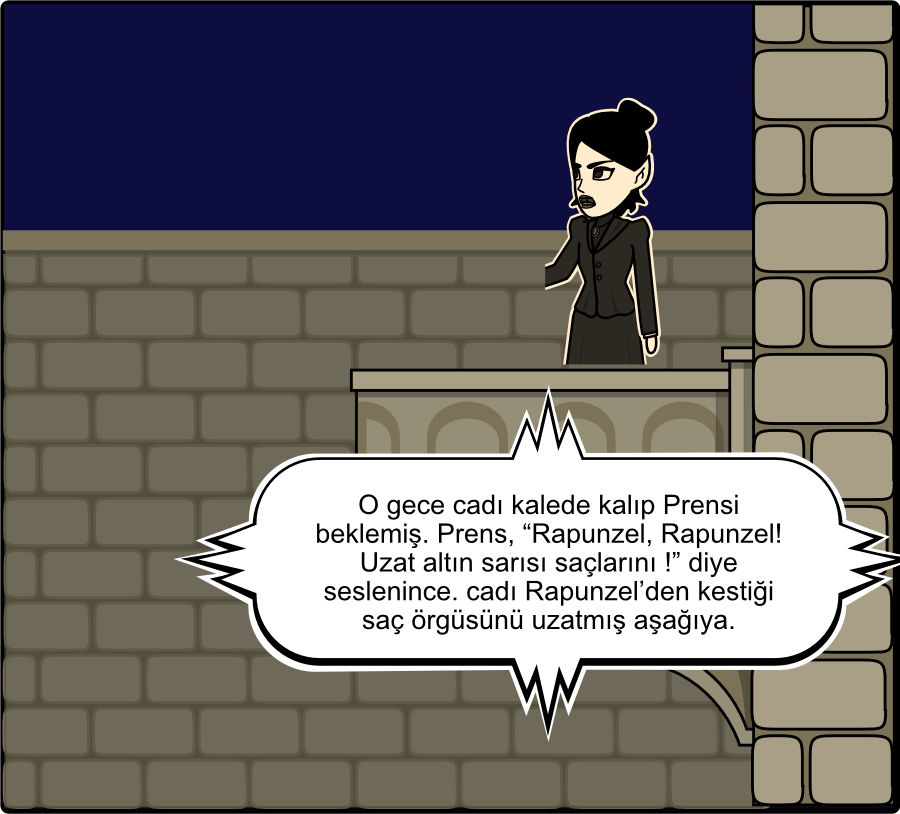 O gece cadı kalede kalıp Prensi
beklemiş. Prens, “Rapunzel, Rapunzel!
Uzat altın sarısı saçlarını !” diye
seslenince. cadı Rapunzel’den kestiği
saç örgüsünü uzatmış aşağıya.